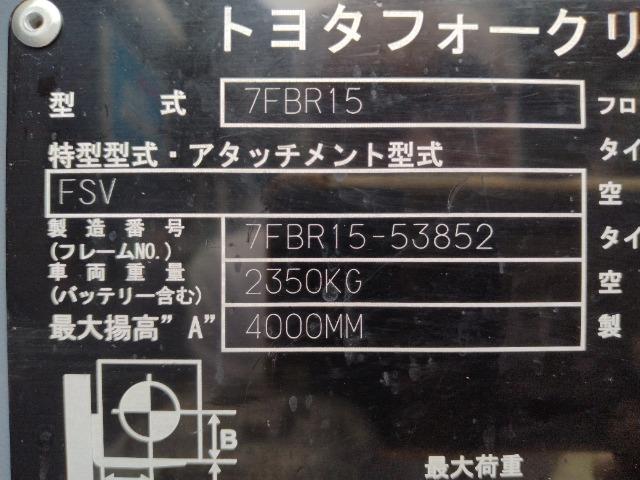 トヨタフォークリ
型 式 7FBR15 フロ
特型型式・アタッチメント型式 タイ
FSV 空
製造番号 7FBR15-53852 タイ
(フレームNO.)
車両重量 2350KG 空
(バッテリー含む)
最大揚高"A" 4000MM 製
B
最大荷重